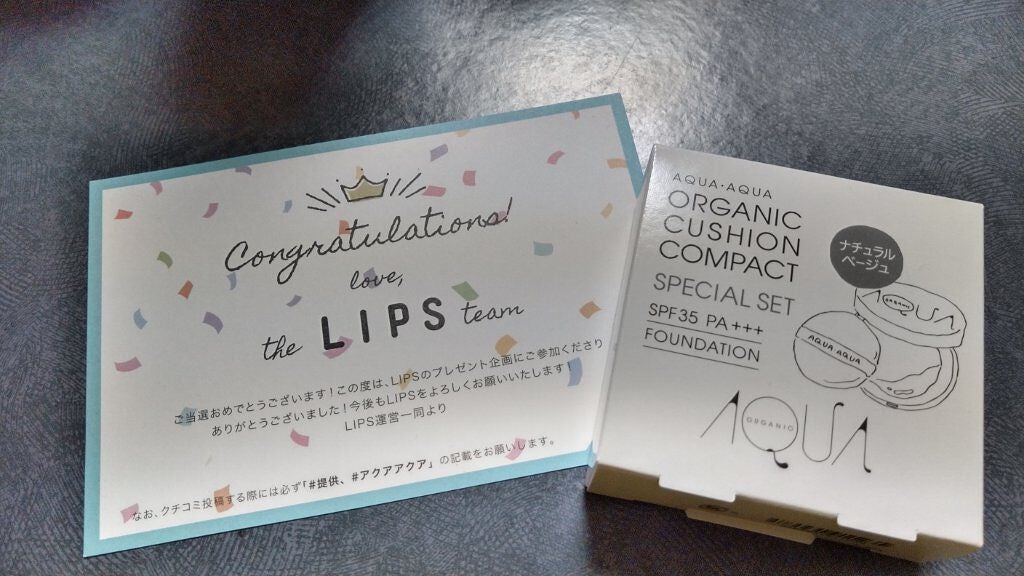 Congratulations!
love,
the LIPS team
ご当選おめでとうございます！この度は、LIPSのプレゼント企画にご参加くださり
ありがとうございました！今後もLIPSをよろしくお願いいたします！
LIPS運営一同より
なお、クチコミ投稿する際には必ず「#提供、#アクアアクア」の記載をお願いします。
AQUA・AQUA
ORGANIC
CUSHION
COMPACT
SPECIAL SET
SPF35 PA+++
FOUNDATION
ナチュラル
ベージュ
ORGANIC
AQUA
AQUA・AQUA
AQUA
ORGANIC